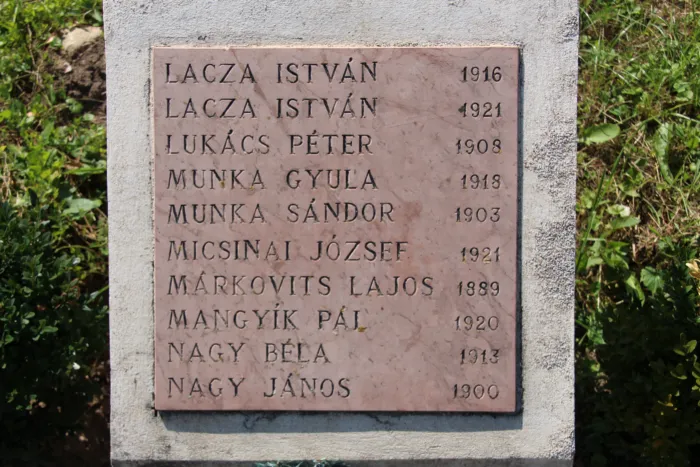 LACZA ISTVÁN 1916
LACZA ISTVÁN 1921
LUKÁCS PÉTER 1908
MUNKA GYULA 1918
MUNKA SÁNDOR 1903
MICSINAI JÓZSEF 1921
MÁRKOVITS LAJOS 1889
MANGYÍK PÁL 1920
NAGY BÉLA 1913
NAGY JÁNOS 1900